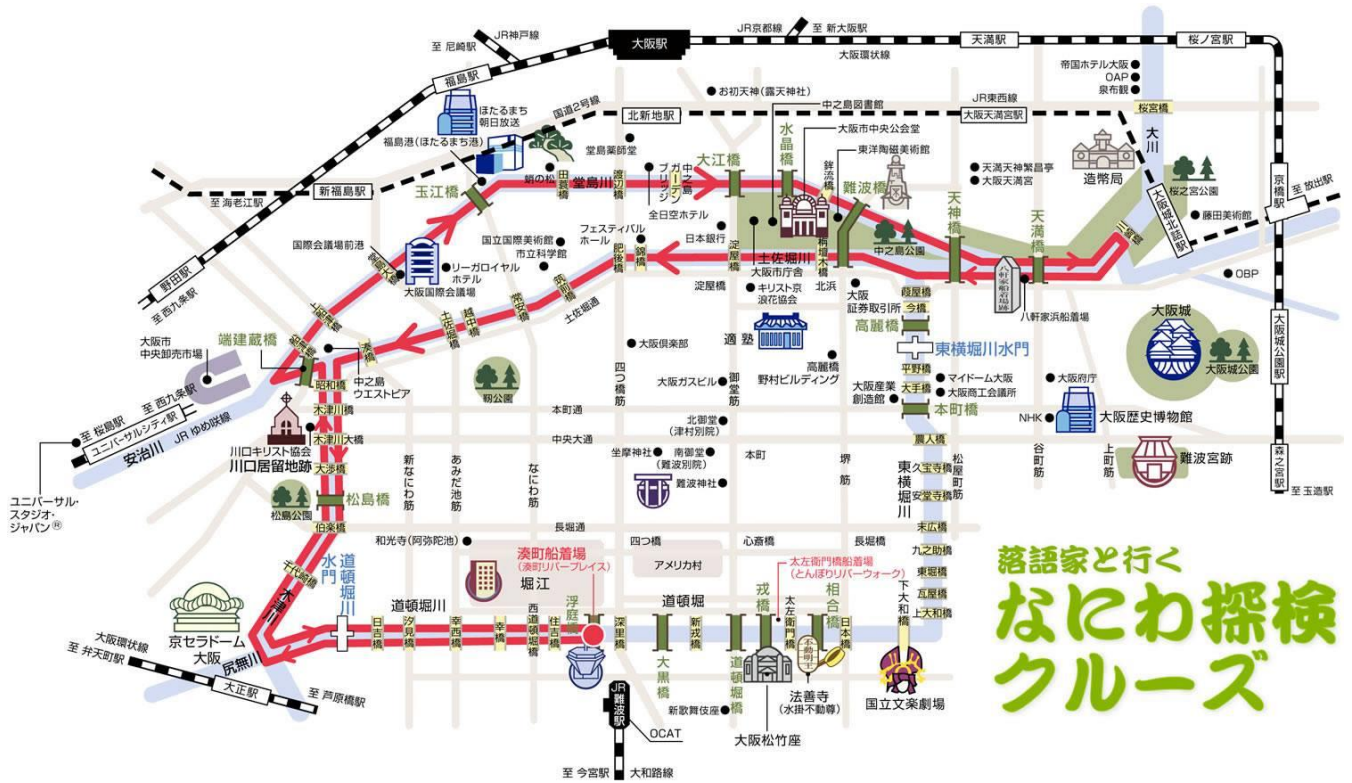 落語家と行く
なにわ探検
クルーズ
JR神戸線
至 尼崎駅
大阪駅
JR京都線
至 新大阪駅
大阪環状線
天満駅
桜ノ宮駅
福島駅
ほたるまち
朝日放送
福島港(ほたるまち港)
国道2号線
北新地駅
お初天神(露天神社)
中之島図書館
JR東西線
大阪天満宮駅
帝国ホテル大阪
OAP
泉布観
桜宮橋
大川
新福島駅
至 海老江駅
玉江橋
蛸の松
堂島薬師堂
田蓑橋
堂島川
渡辺橋
中之島
ガーデン
ブリッジ
全日空ホテル
大江橋
水晶橋
大阪市中央公会堂
東洋陶磁美術館
鉾流橋
難波橋
天満天神繁昌亭
大阪天満宮
造幣局
桜之宮公園
大阪城北詰駅
京橋駅
至 放出駅
藤田美術館
OBP
川崎橋
天神橋
天満橋
中之島公園
八軒家船着場跡
八軒家浜船着場
野田駅
至 西九条駅
国際会議場前港
リーガロイヤル
ホテル
大阪国際会議場
国立国際美術館
市立科学館
フェスティバル
ホール
日本銀行
肥後橋
錦橋
淀屋橋
淀屋橋
土佐堀川
大阪市庁舎
栴檀木橋
北浜
キリスト京
浪花協会
大阪
証券取引所
葭屋橋
今橋
高麗橋
東横堀川水門
筑前橋
常安橋
土佐堀通
越中橋
土佐堀橋
湊橋
上船津橋
船津橋
端建蔵橋
大阪市
中央卸売市場
中之島
ウエストピア
昭和橋
木津川橋
木津川大橋
大渉橋
川口キリスト協会
川口居留地跡
至 西九条駅
至 桜島駅
ユニバーサルシティ駅
安治川
JR ゆめ咲線
ユニバーサル・
スタジオ・
ジャパン®
靱公園
大阪倶楽部
適塾
大阪ガスビル
四つ橋筋
御堂筋
高麗橋
野村ビルディング
平野橋
大手橋
本町橋
マイドーム大阪
大阪商工会議所
大阪産業
創造館
大阪府庁
NHK
大阪歴史博物館
大阪城
大阪城公園
大阪城公園駅
森之宮駅
至 玉造駅
難波宮跡
本町通
中央大通
北御堂
(津村別院)
坐摩神社
南御堂
(難波別院)
難波神社
本町
堺筋
農人橋
久宝寺橋
安堂寺橋
末広橋
九之助橋
東堀橋
瓦屋橋
上大和橋
下大和橋
東横堀川
松屋町筋
谷町筋
上町筋
新なにわ筋
あみだ池筋
なにわ筋
松島橋
松島公園
伯楽橋
千代崎橋
木津川
道頓堀川
水門
長堀通
和光寺(阿弥陀池)
四つ橋
心斎橋
長堀橋
湊町船着場
(湊町リバープレイス)
堀江
アメリカ村
太左衛門橋船着場
(とんぼりリバーウォーク)
京セラドーム
大阪
尻無川
大阪環状線
至 弁天町駅
大正駅
至 芦原橋駅
道頓堀川
日吉橋
汐見橋
幸西橋
幸橋
西道頓堀橋
住吉橋
浮庭橋
深里橋
道頓堀
大黒橋
新戎橋
道頓堀橋
戎橋
太左衛門橋
相合橋
日本橋
不動明王
法善寺
(水掛不動尊)
国立文楽劇場
新歌舞伎座
大阪松竹座
JR難波駅
OCAT
至 今宮駅
大和路線